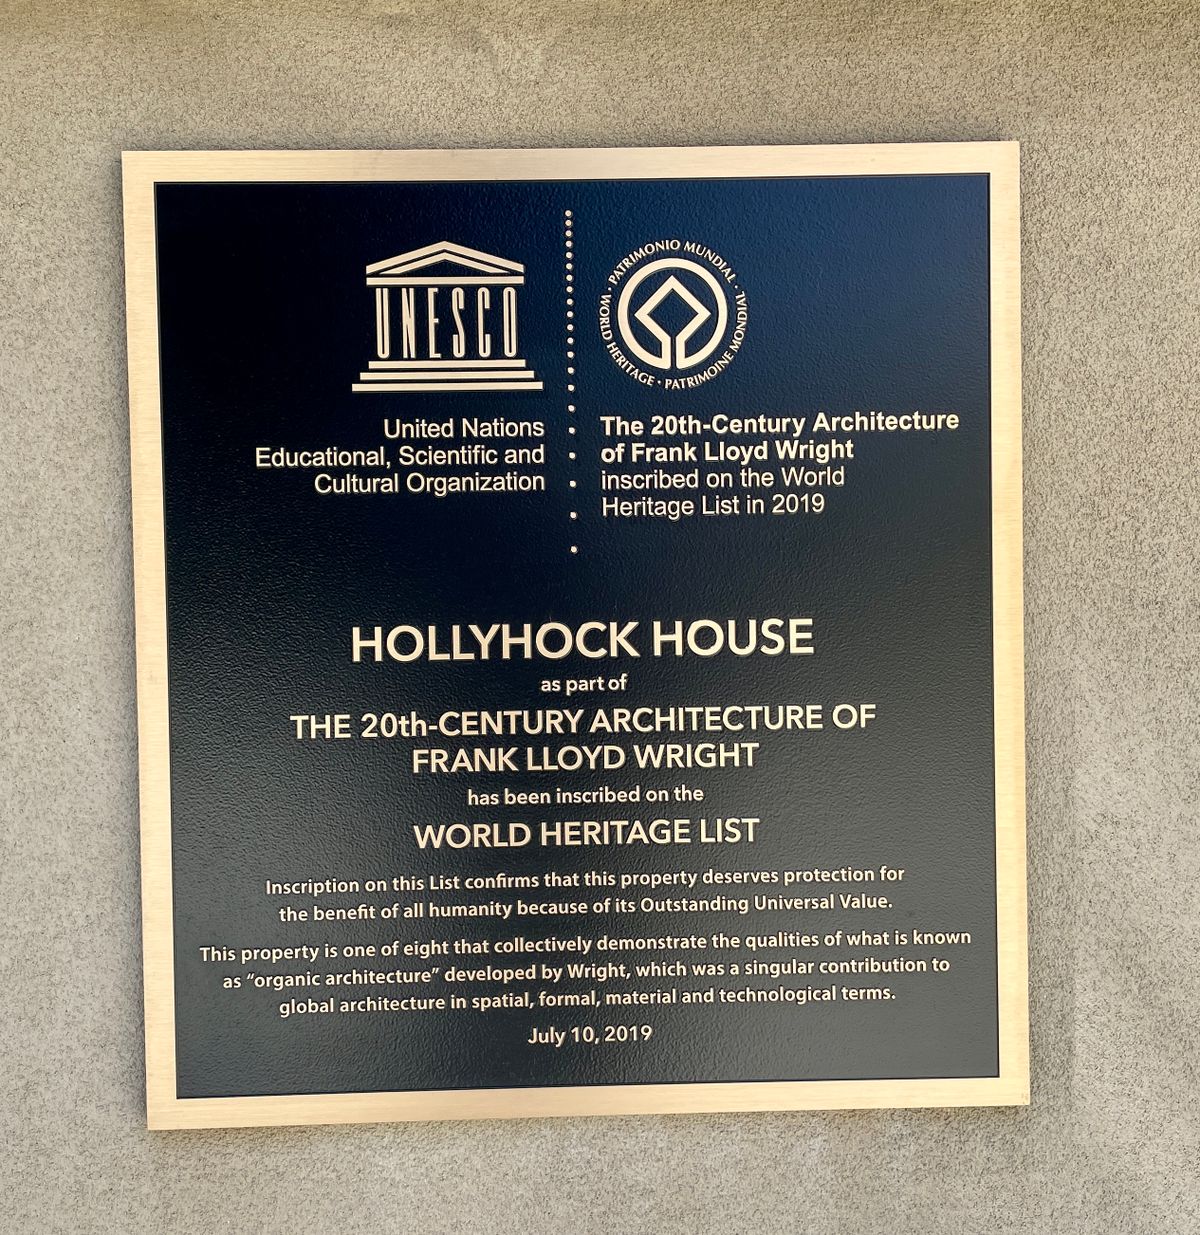 UNESCO
United Nations
Educational, Scientific and
Cultural Organization
WORLD HERITAGE · PATRIMONIO MUNDIAL · PATRIMOINE MONDIAL ·
The 20th-Century Architecture
of Frank Lloyd Wright
inscribed on the World
Heritage List in 2019
HOLLYHOCK HOUSE
as part of
THE 20th-CENTURY ARCHITECTURE OF
FRANK LLOYD WRIGHT
has been inscribed on the
WORLD HERITAGE LIST
Inscription on this List confirms that this property deserves protection for
the benefit of all humanity because of its Outstanding Universal Value.
This property is one of eight that collectively demonstrate the qualities of what is known
as “organic architecture” developed by Wright, which was a singular contribution to
global architecture in spatial, formal, material and technological terms.
July 10, 2019